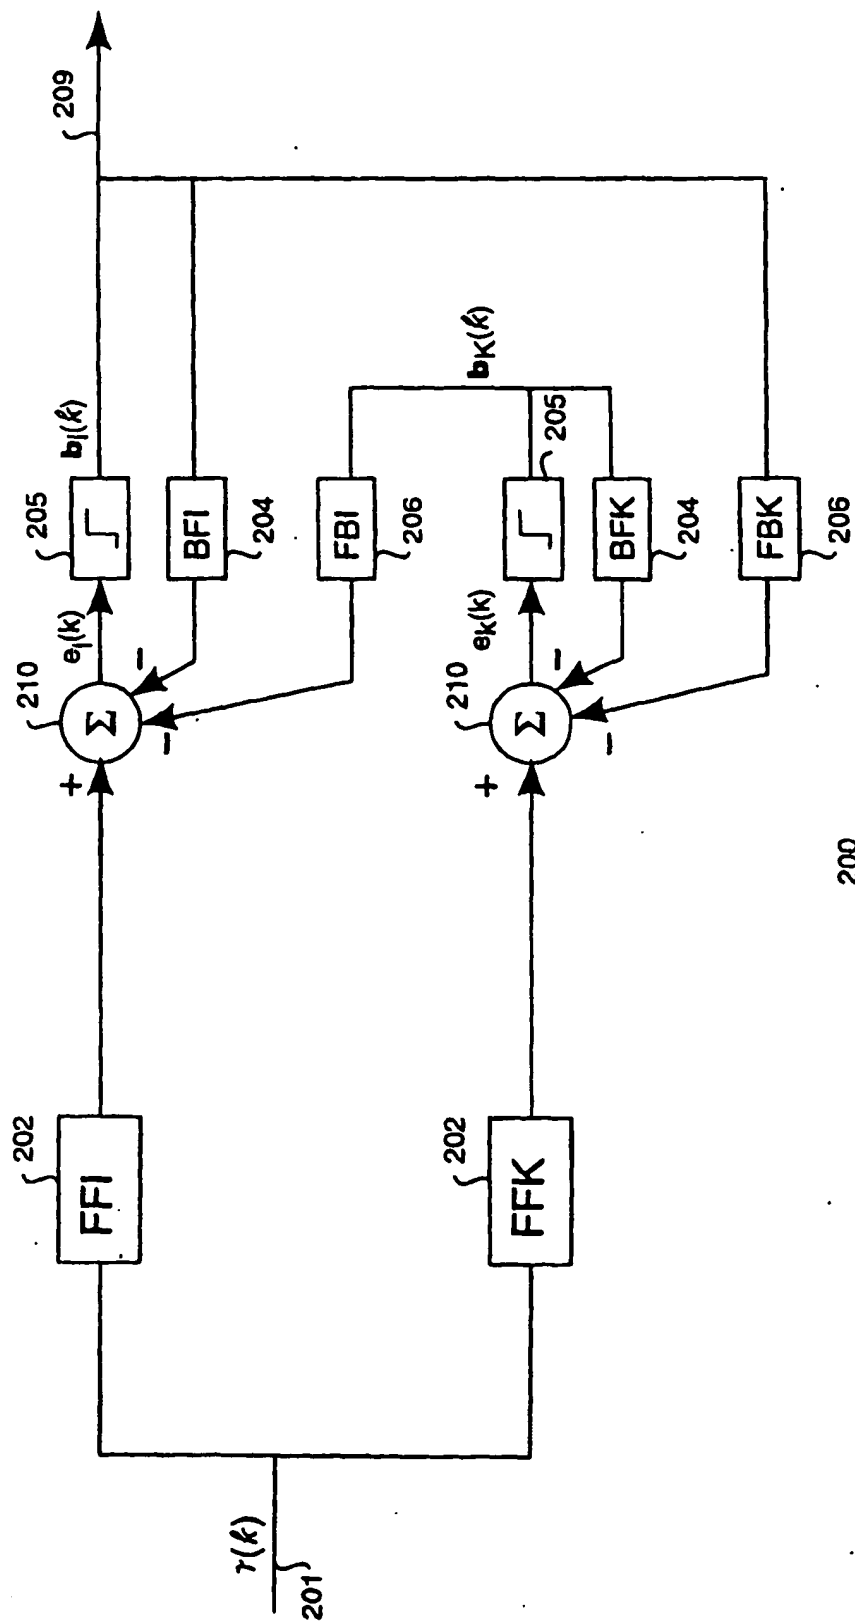 r(k)
201
FFI
202
+
Σ
210
−
−
e_I(k)
205
b_I(k)
BFI
204
FBI
206
209
FFK
202
+
Σ
210
−
−
e_K(k)
205
b_K(k)
BFK
204
FBK
206
200